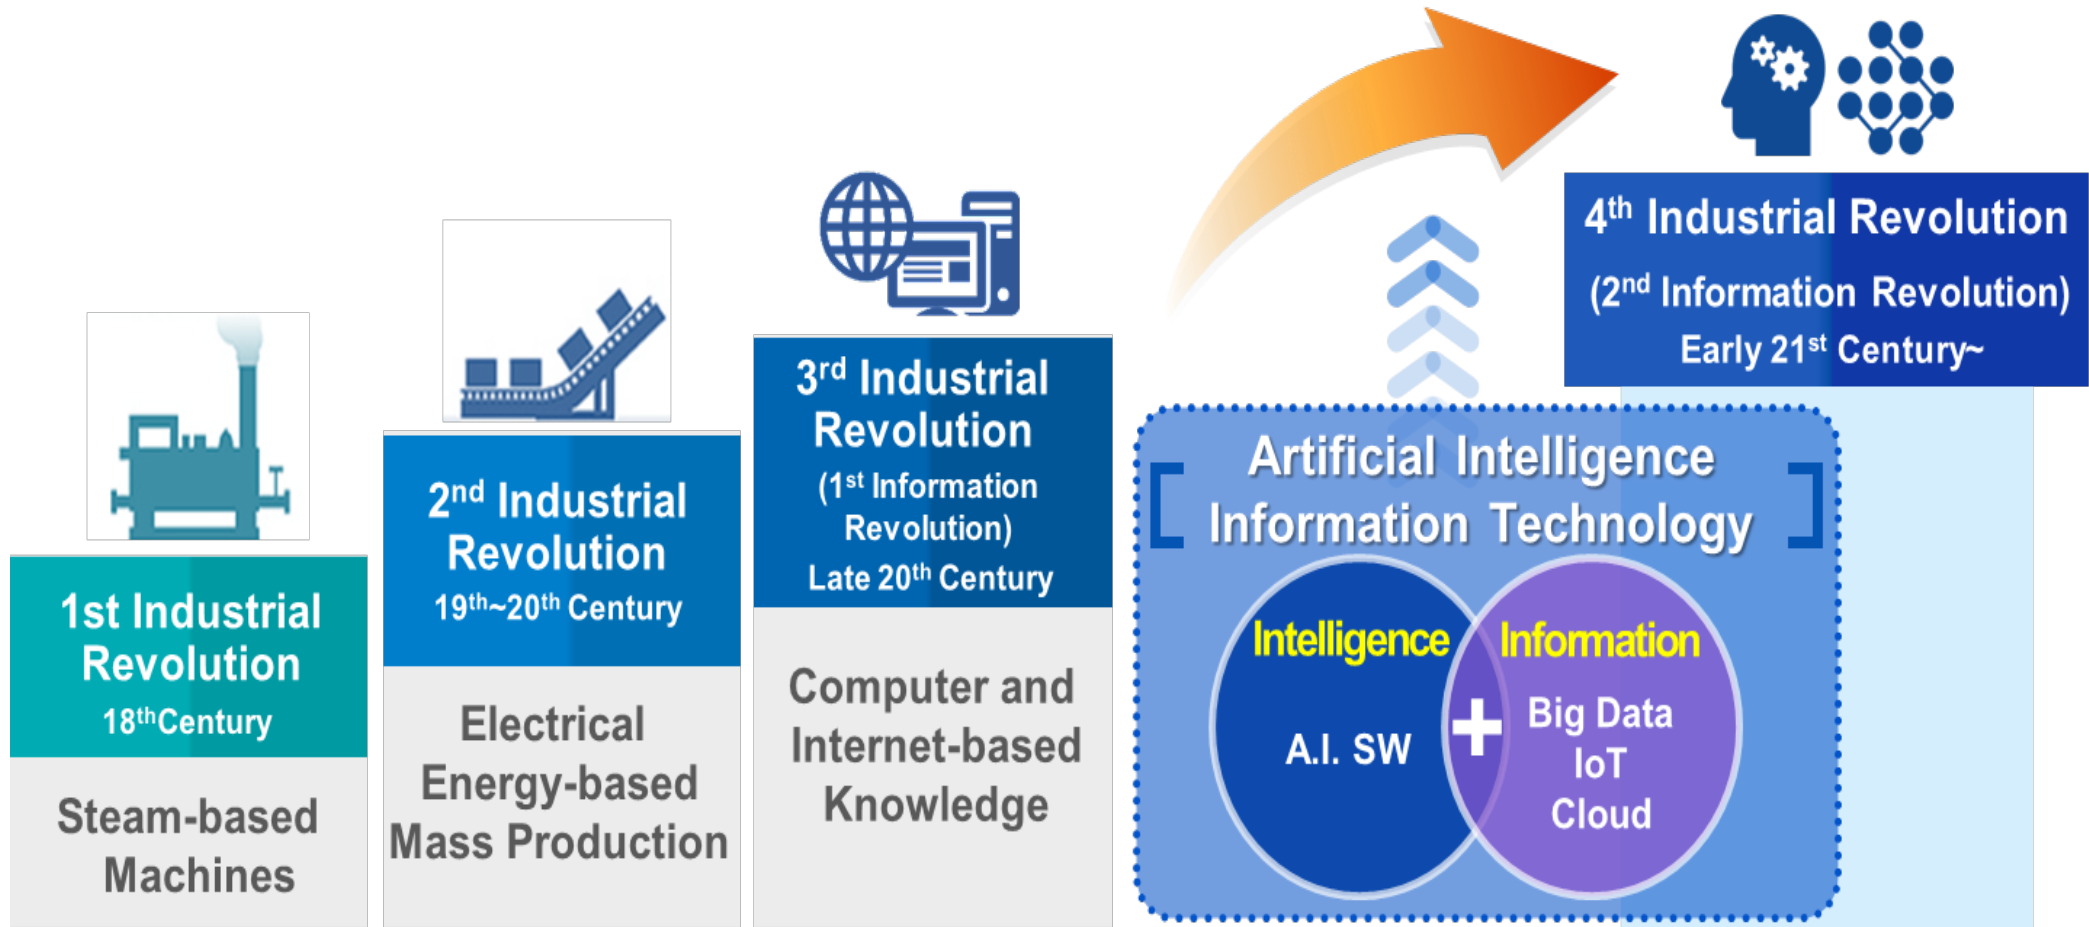 1st Industrial
Revolution
18thCentury
Steam-based
Machines
2nd Industrial
Revolution
19th~20th Century
Electrical
Energy-based
Mass Production
3rd Industrial
Revolution
(1st Information
Revolution)
Late 20th Century
Computer and
Internet-based
Knowledge
4th Industrial Revolution
(2nd Information Revolution)
Early 21st Century~
[ Artificial Intelligence
Information Technology ]
Intelligence
A.I. SW
+
Information
Big Data
IoT
Cloud